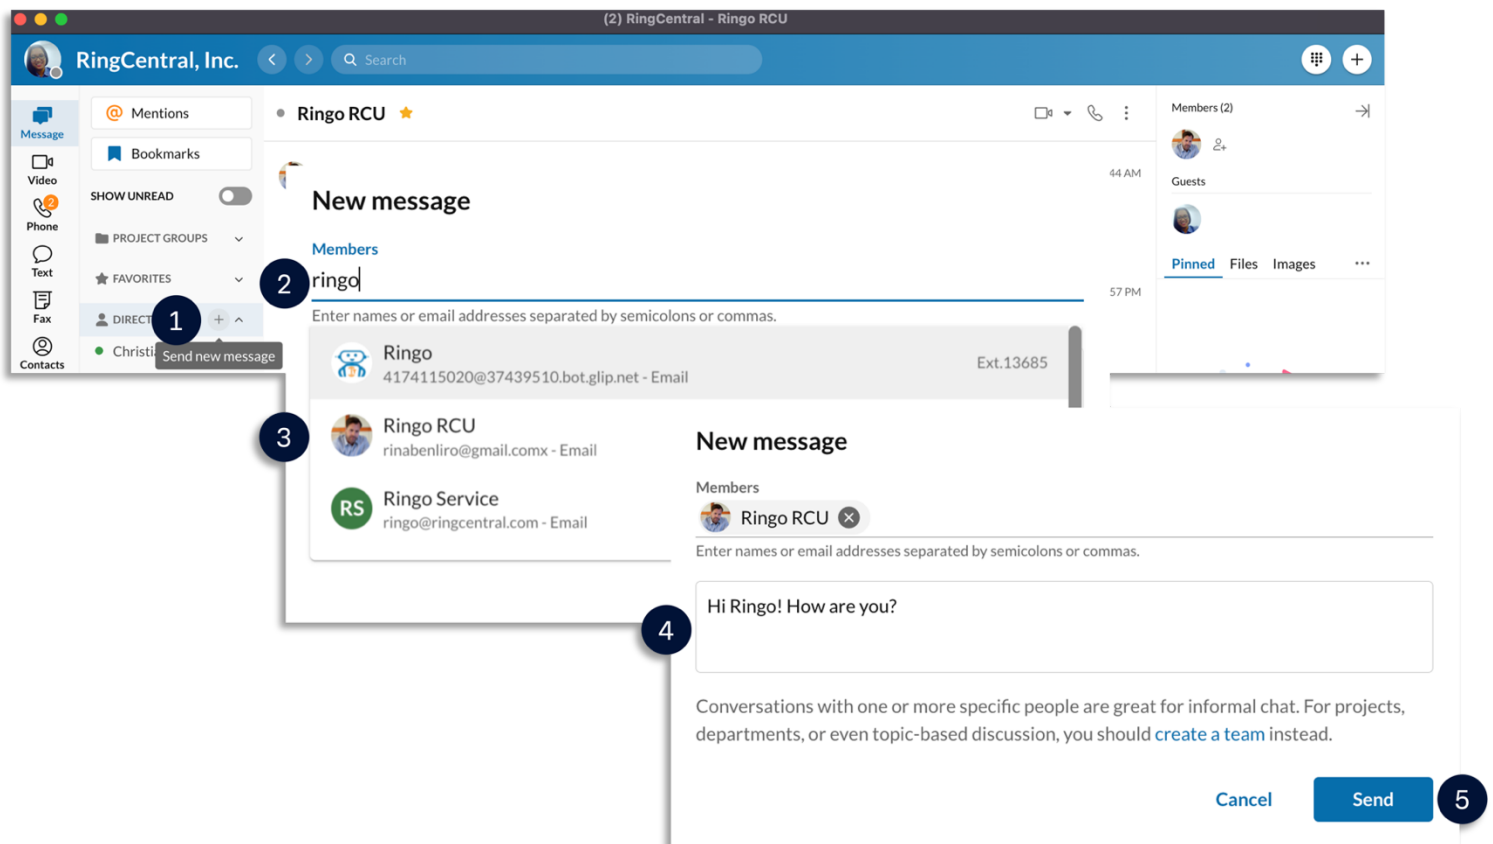 (2) RingCentral - Ringo RCU
RingCentral, Inc.
Search
Message
Video
2
Phone
Text
Fax
Contacts
@ Mentions
Bookmarks
SHOW UNREAD
PROJECT GROUPS
FAVORITES
DIRECT
1
+
Christi
Send new message
Ringo RCU
44 AM
57 PM
Members (2)
Guests
Pinned Files Images
New message
Members
2
ringo
Enter names or email addresses separated by semicolons or commas.
Ringo
4174115020@37439510.bot.glip.net - Email
Ext.13685
3
Ringo RCU
rinabenliro@gmail.comx - Email
RS
Ringo Service
ringo@ringcentral.com - Email
New message
Members
Ringo RCU
Enter names or email addresses separated by semicolons or commas.
4
Hi Ringo! How are you?
Conversations with one or more specific people are great for informal chat. For projects,
departments, or even topic-based discussion, you should create a team instead.
Cancel
Send
5